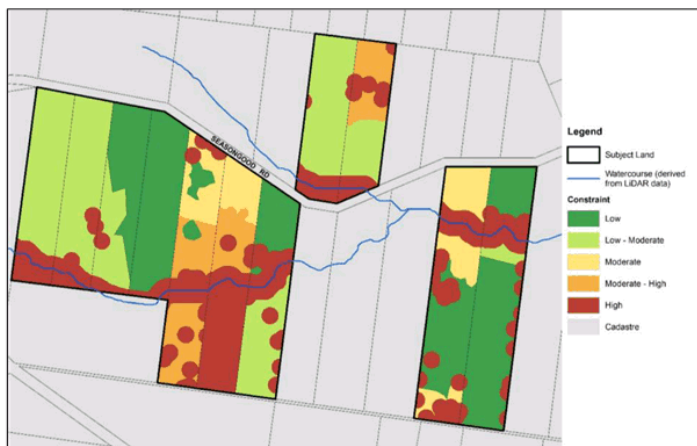 SEASONGOOD RD
Legend
Subject Land
Watercourse (derived
from LiDAR data)
Constraint
Low
Low - Moderate
Moderate
Moderate - High
High
Cadastre